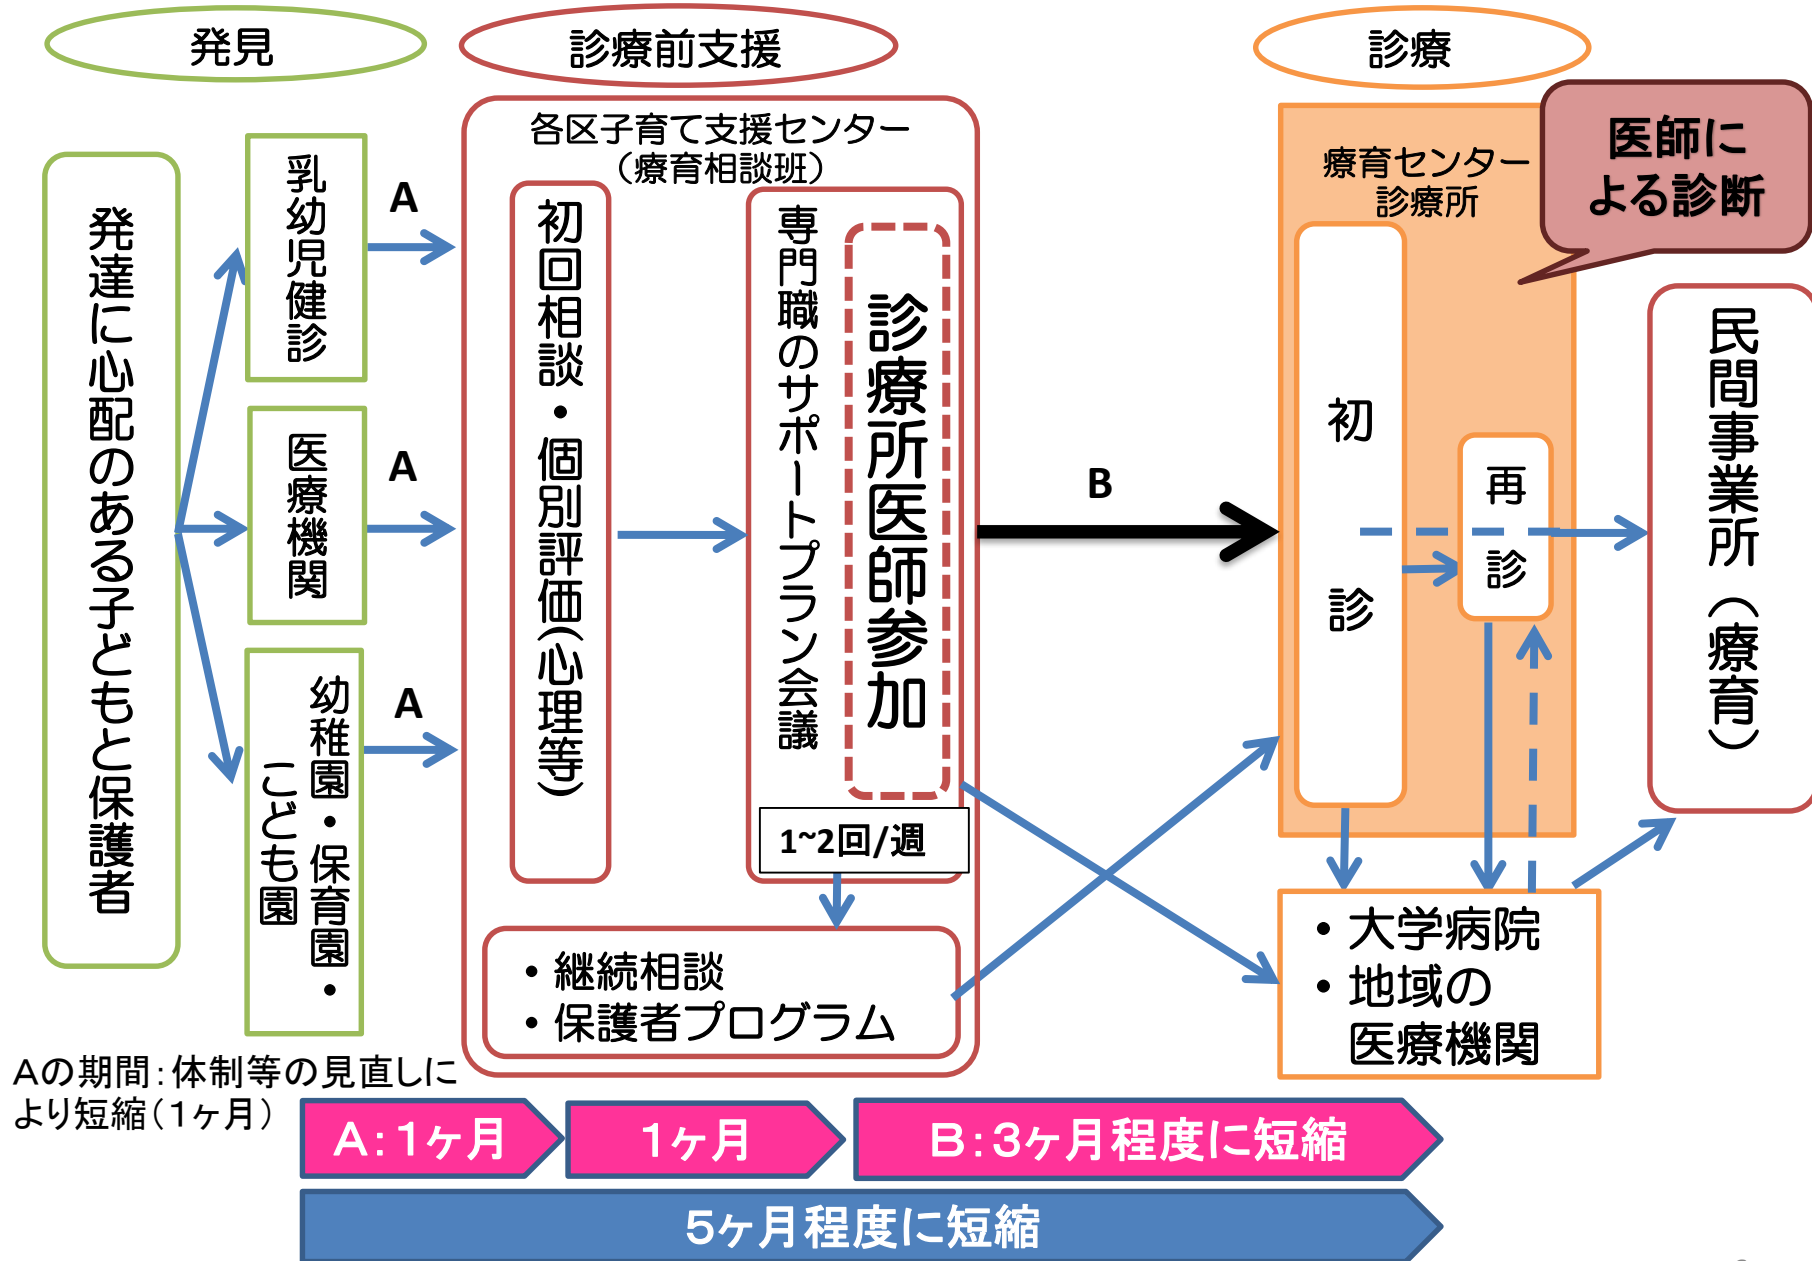 発見
診療前支援
診療
発達に心配のある子どもと保護者
乳幼児健診
医療機関
幼稚園・保育園・
こども園
A
A
A
各区子育て支援センター
（療育相談班）
初回相談・個別評価(心理等)
専門職のサポートプラン会議
診療所医師参加
1~2回/週
・継続相談
・保護者プログラム
B
療育センター
診療所
医師に
よる診断
初診
再診
・大学病院
・地域の
医療機関
民間事業所（療育）
Aの期間：体制等の見直しに
より短縮（1ヶ月）
A：1ヶ月
1ヶ月
B：3ヶ月程度に短縮
5ヶ月程度に短縮